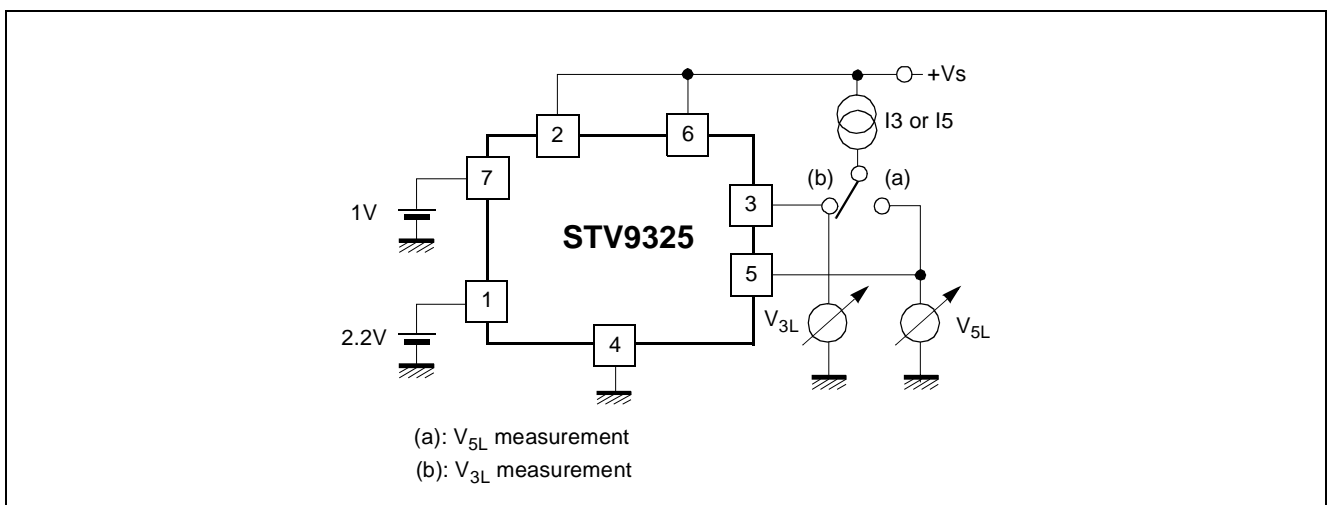 +Vs
I3 or I5
2
6
7
(b)
(a)
1V
3
STV9325
5
1
V3L
V5L
2.2V
4
(a): V5L measurement
(b): V3L measurement